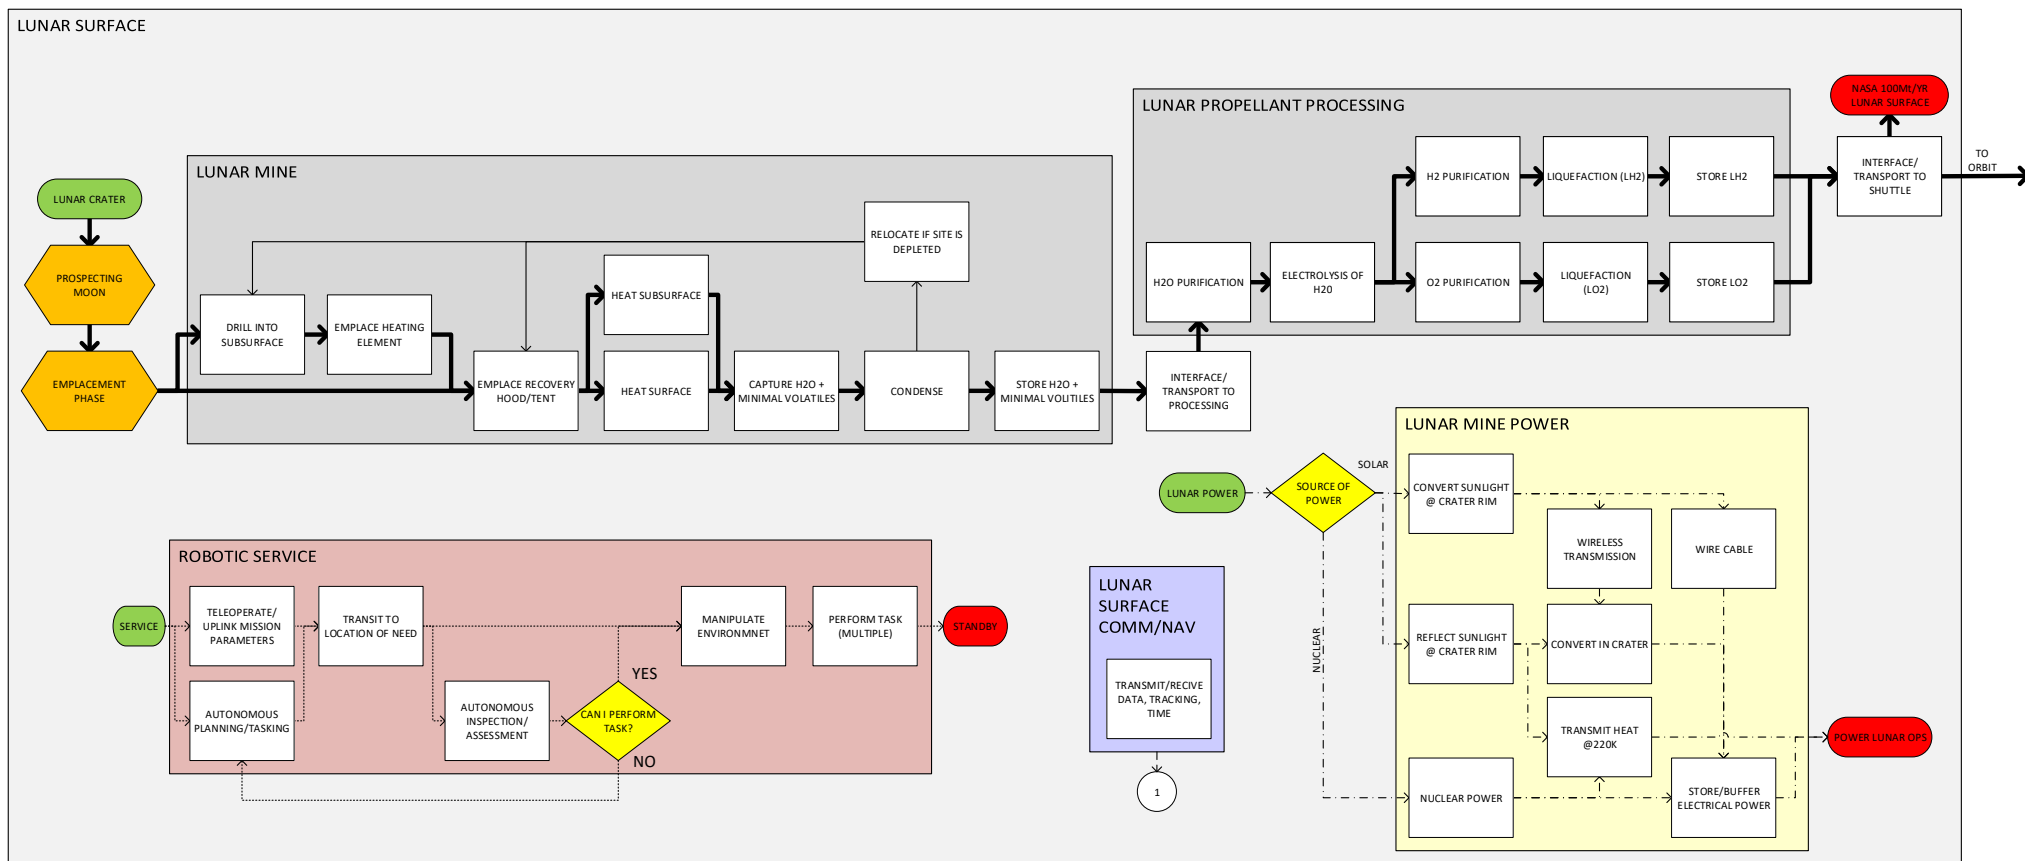 LUNAR SURFACE
LUNAR CRATER
PROSPECTING
MOON
EMPLACEMENT
PHASE
LUNAR MINE
DRILL INTO
SUBSURFACE
EMPLACE HEATING
ELEMENT
EMPLACE RECOVERY
HOOD/TENT
HEAT SUBSURFACE
HEAT SURFACE
CAPTURE H2O +
MINIMAL VOLATILES
RELOCATE IF SITE IS
DEPLETED
CONDENSE
STORE H2O +
MINIMAL VOLITILES
INTERFACE/
TRANSPORT TO
PROCESSING
LUNAR PROPELLANT PROCESSING
H2O PURIFICATION
ELECTROLYSIS OF
H20
H2 PURIFICATION
LIQUEFACTION (LH2)
STORE LH2
O2 PURIFICATION
LIQUEFACTION
(LO2)
STORE LO2
NASA 100Mt/YR
LUNAR SURFACE
INTERFACE/
TRANSPORT TO
SHUTTLE
TO
ORBIT
ROBOTIC SERVICE
SERVICE
TELEOPERATE/
UPLINK MISSION
PARAMETERS
TRANSIT TO
LOCATION OF NEED
AUTONOMOUS
PLANNING/TASKING
AUTONOMOUS
INSPECTION/
ASSESSMENT
CAN I PERFORM
TASK?
YES
NO
MANIPULATE
ENVIRONMNET
PERFORM TASK
(MULTIPLE)
STANDBY
LUNAR
SURFACE
COMM/NAV
TRANSMIT/RECIVE
DATA, TRACKING,
TIME
1
LUNAR POWER
SOURCE OF
POWER
SOLAR
NUCLEAR
LUNAR MINE POWER
CONVERT SUNLIGHT
@ CRATER RIM
WIRELESS
TRANSMISSION
WIRE CABLE
REFLECT SUNLIGHT
@ CRATER RIM
CONVERT IN CRATER
TRANSMIT HEAT
@220K
NUCLEAR POWER
STORE/BUFFER
ELECTRICAL POWER
POWER LUNAR OPS